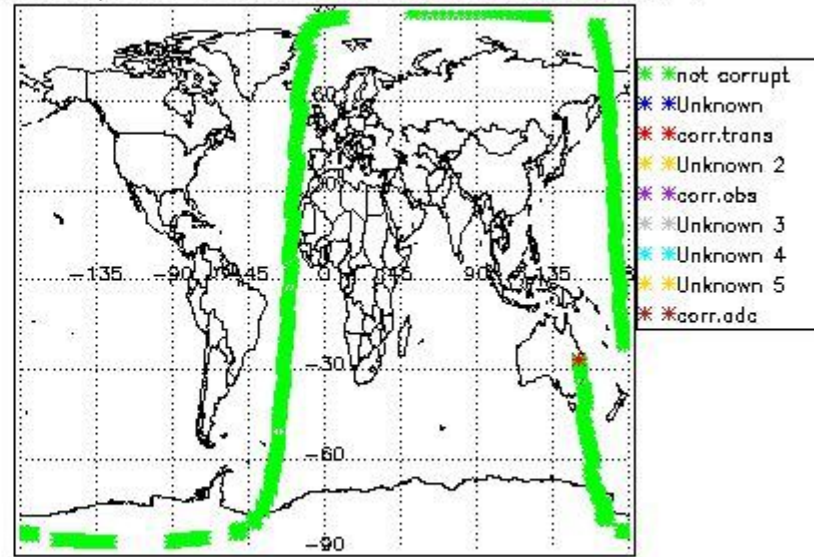 60
-135 -90 -45 0 45 90 135
-30
-60
-90
not corrupt
Unknown
corr.trans
Unknown 2
corr.obs
Unknown 3
Unknown 4
Unknown 5
corr.adc